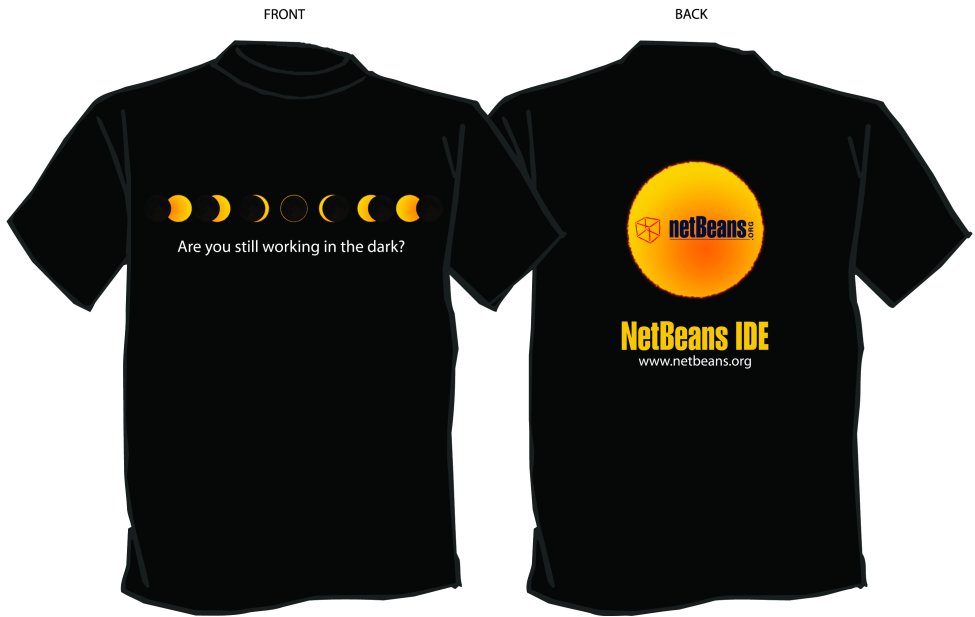 FRONT
BACK
Are you still working in the dark?
netBeans
.ORG
NetBeans IDE
www.netbeans.org